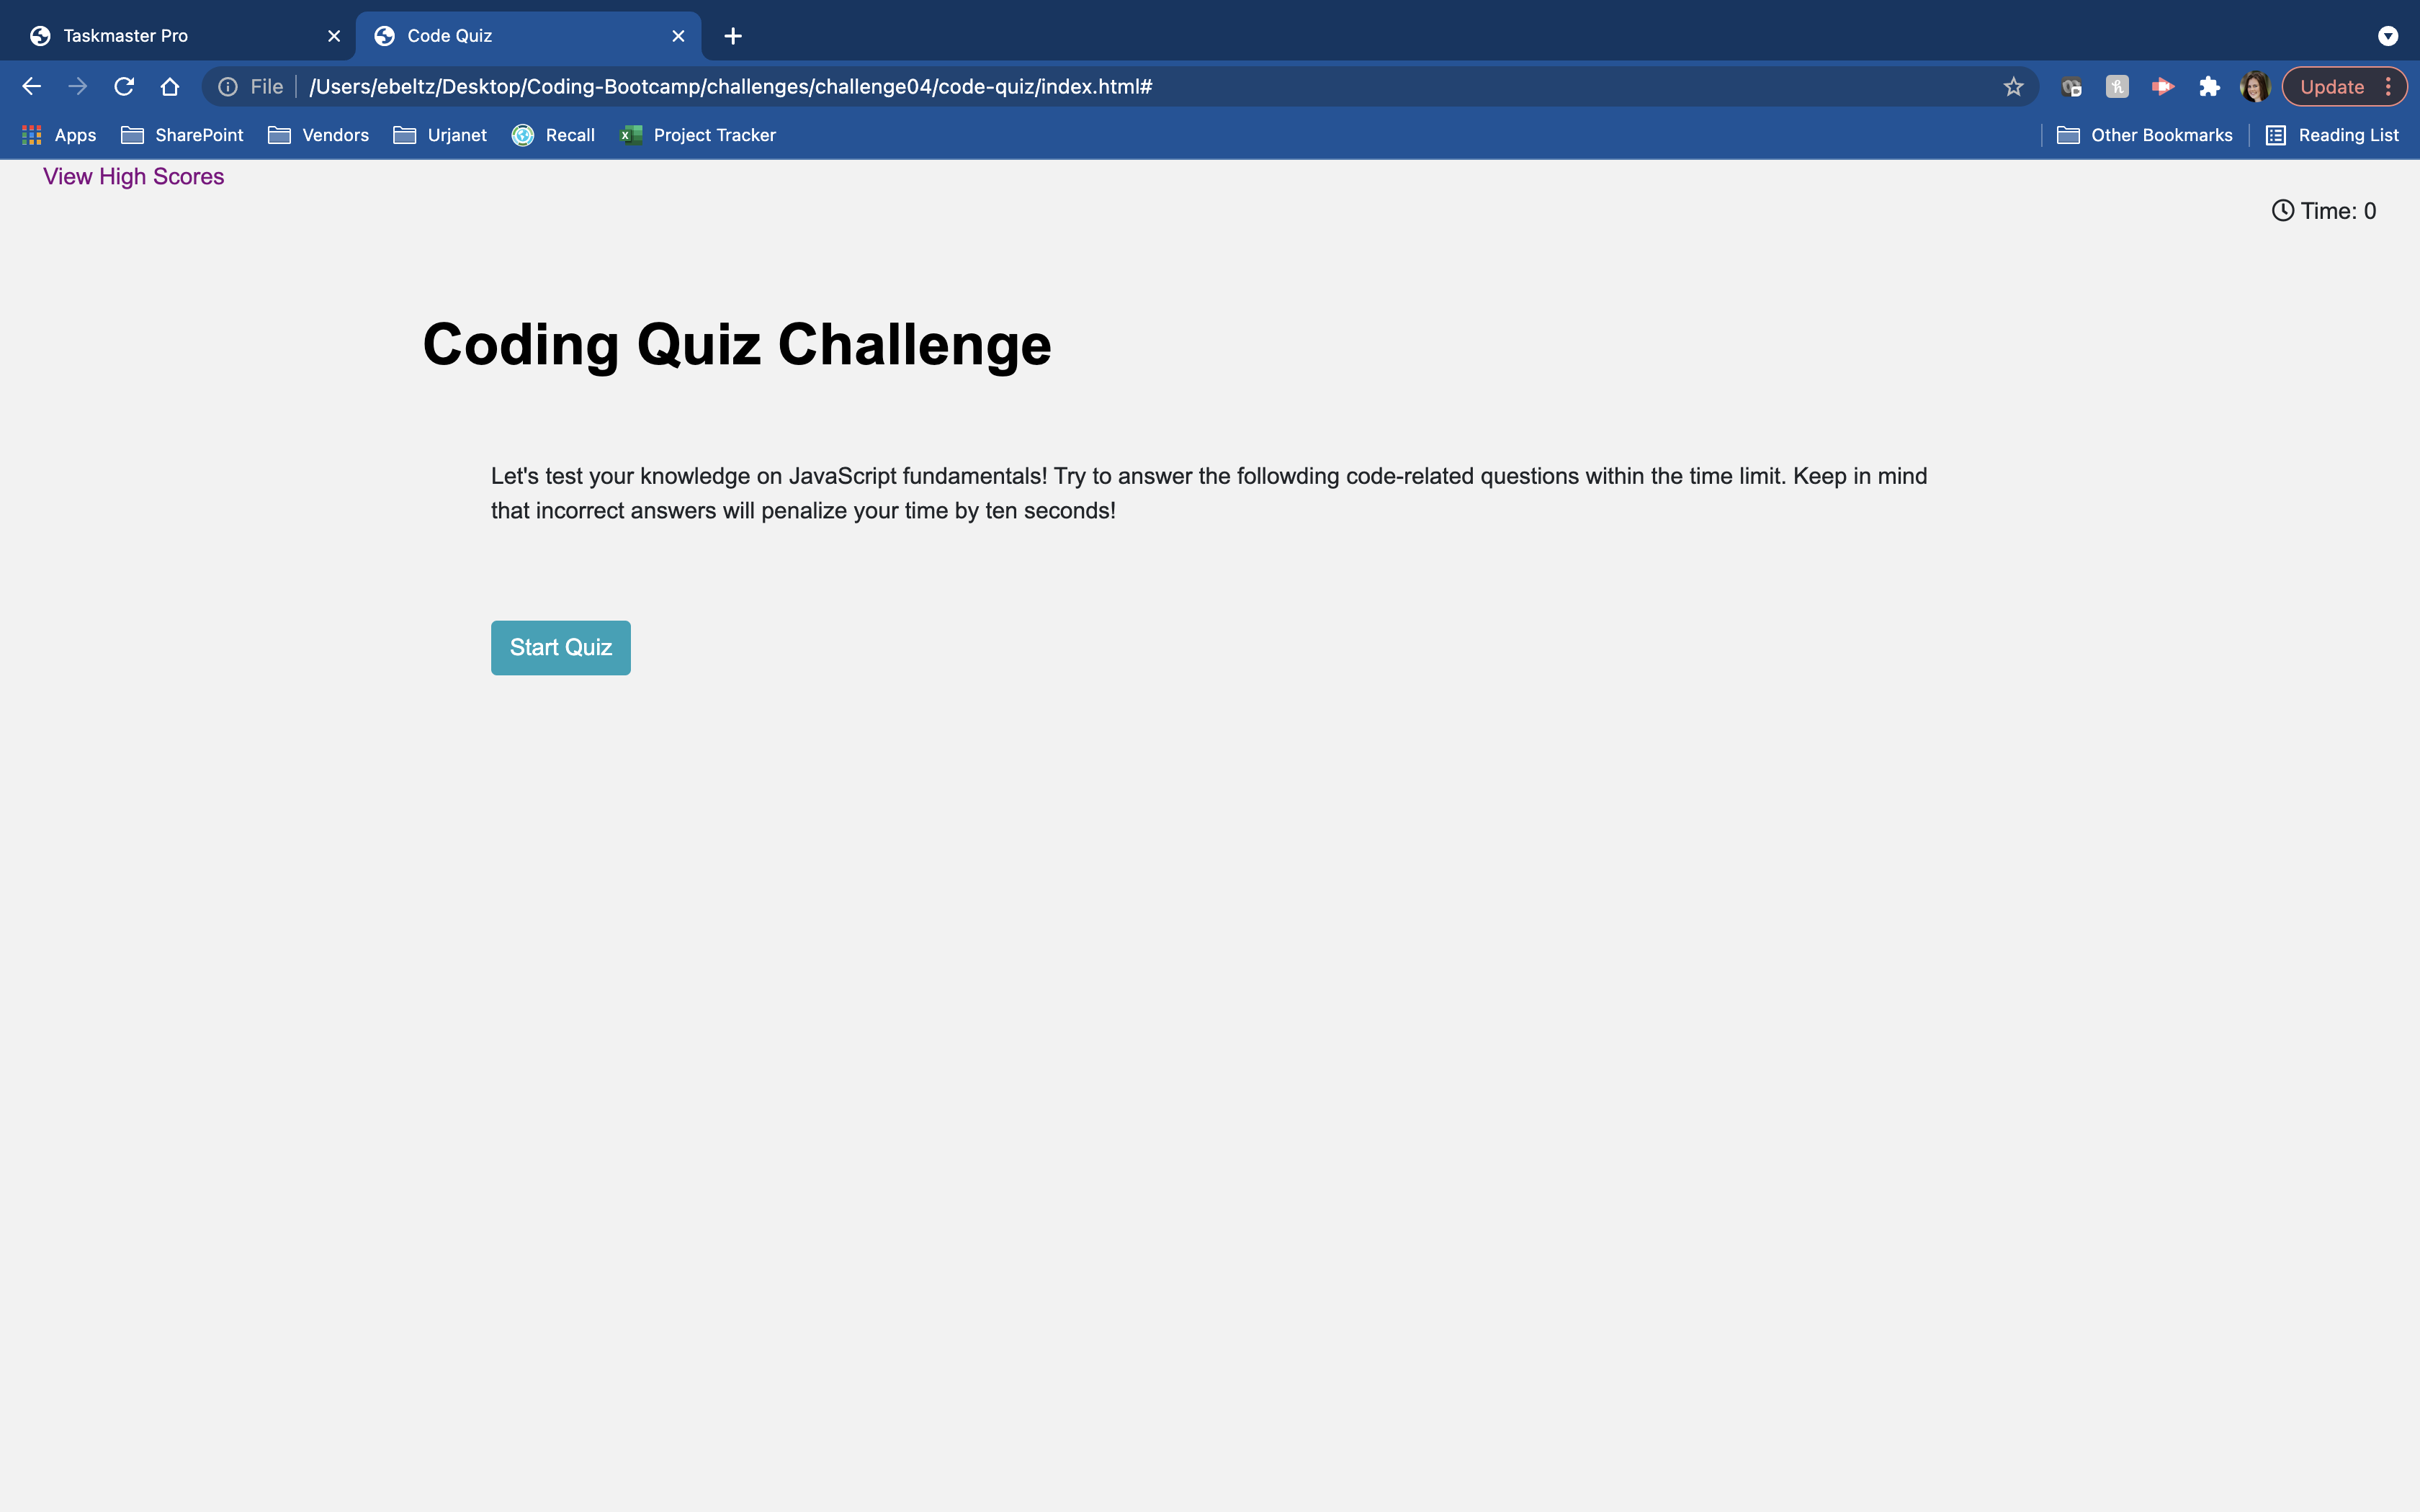 Taskmaster Pro
Code Quiz
File /Users/ebeltz/Desktop/Coding-Bootcamp/challenges/challenge04/code-quiz/index.html#
Update
Apps SharePoint Vendors Urjanet Recall Project Tracker Other Bookmarks Reading List
View High Scores
Time: 0
Coding Quiz Challenge
Let's test your knowledge on JavaScript fundamentals! Try to answer the followding code-related questions within the time limit. Keep in mind
that incorrect answers will penalize your time by ten seconds!
Start Quiz